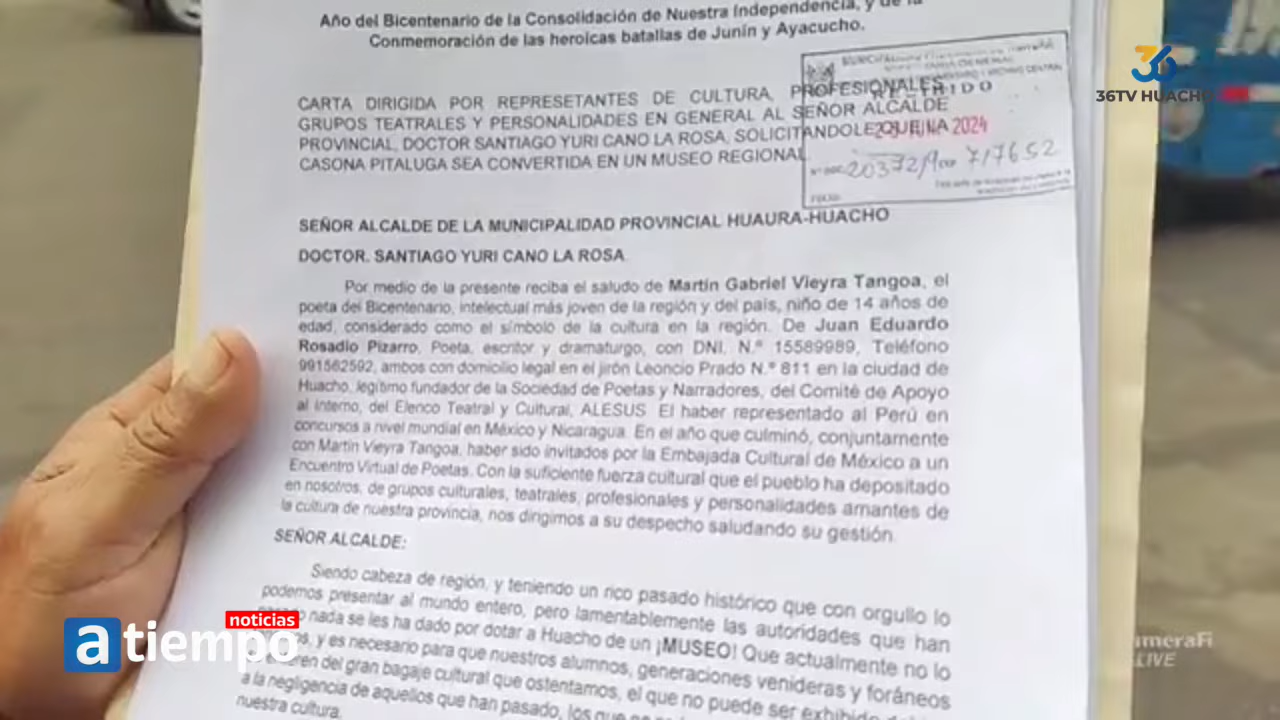 Año del Bicentenario de la Consolidación de Nuestra Independencia, y de la
Conmemoración de las heroicas batallas de Junín y Ayacucho.
36TV HUACHO
CARTA DIRIGIDA POR REPRESETANTES DE CULTURA, PROFESIONALES,
GRUPOS TEATRALES Y PERSONALIDADES EN GENERAL AL SEÑOR ALCALDE
PROVINCIAL, DOCTOR SANTIAGO YURI CANO LA ROSA, SOLICITANDOLE QUE LA
CASONA PITALUGA SEA CONVERTIDA EN UN MUSEO REGIONAL.
2024
20372/ 717652
SEÑOR ALCALDE DE LA MUNICIPALIDAD PROVINCIAL HUAURA-HUACHO
DOCTOR. SANTIAGO YURI CANO LA ROSA.
Por medio de la presente reciba el saludo de Martín Gabriel Vieyra Tangoa, el
poeta del Bicentenario, intelectual más joven de la región y del país, niño de 14 años de
edad, considerado como el símbolo de la cultura en la región. De Juan Eduardo
Rosadio Pizarro, Poeta, escritor y dramaturgo, con DNI. N.º 15589989, Teléfono
991562592, ambos con domicilio legal en el jirón Leoncio Prado N.º 811 en la ciudad de
Huacho, legítimo fundador de la Sociedad de Poetas y Narradores, del Comité de Apoyo
al Interno, del Elenco Teatral y Cultural, ALESUS. El haber representado al Perú en
concursos a nivel mundial en México y Nicaragua. En el año que culminó, conjuntamente
con Martín Vieyra Tangoa, haber sido invitados por la Embajada Cultural de México a un
Encuentro Virtual de Poetas. Con la suficiente fuerza cultural que el pueblo ha depositado
en nosotros, de grupos culturales, teatrales, profesionales y personalidades amantes de
la cultura de nuestra provincia, nos dirigimos a su despecho saludando su gestión.
SEÑOR ALCALDE:
Siendo cabeza de región, y teniendo un rico pasado histórico que con orgullo lo
podemos presentar al mundo entero, pero lamentablemente las autoridades que han
pasado nada se les ha dado por dotar a Huacho de un ¡MUSEO! Que actualmente no lo
y es necesario para que nuestros alumnos, generaciones venideras y foráneos
del gran bagaje cultural que ostentamos, el que no puede ser exhibido
a la negligencia de aquellos que han pasado, los que no
nuestra cultura.
a tiempo noticias
LIVE